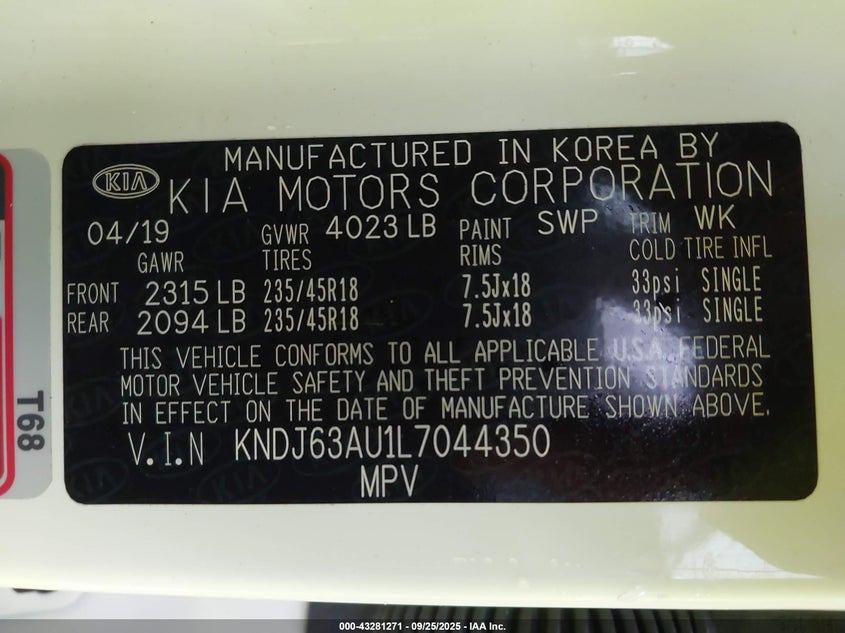 MANUFACTURED IN KOREA BY
KIA
KIA MOTORS CORPORATION
04/19 GVWR 4023 LB PAINT SWP TRIM WK
GAWR TIRES RIMS COLD TIRE INFL
FRONT 2315 LB 235/45R18 7.5Jx18 33psi SINGLE
REAR 2094 LB 235/45R18 7.5Jx18 33psi SINGLE
THIS VEHICLE CONFORMS TO ALL APPLICABLE U.S.A. FEDERAL
MOTOR VEHICLE SAFETY AND THEFT PREVENTION STANDARDS
IN EFFECT ON THE DATE OF MANUFACTURE SHOWN ABOVE.
V.I.N KNDJ63AU1L7044350
MPV
T68
000-43281271 - 09/25/2025 - IAA Inc.